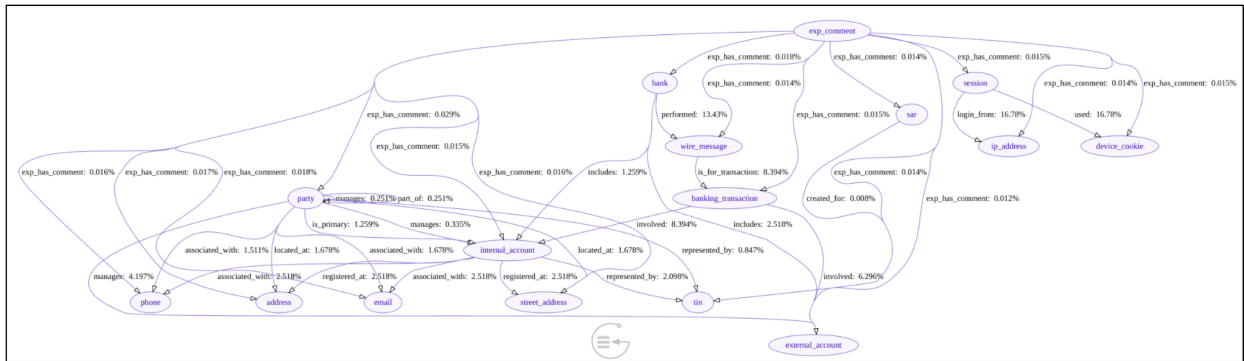 exp_comment
exp_has_comment: 0.018%
exp_has_comment: 0.014%
exp_has_comment: 0.015%
bank
exp_has_comment: 0.014%
exp_has_comment: 0.014%
exp_has_comment: 0.015%
session
exp_has_comment: 0.029%
performed: 13.43%
exp_has_comment: 0.015%
sar
login_from: 16.78%
used: 16.78%
exp_has_comment: 0.015%
wire_message
ip_address
device_cookie
exp_has_comment: 0.016%
exp_has_comment: 0.017%
exp_has_comment: 0.018%
exp_has_comment: 0.016%
includes: 1.259%
is_for_transaction: 8.394%
exp_has_comment: 0.014%
party
manages: 0.251%
part_of: 0.251%
banking_transaction
created_for: 0.008%
exp_has_comment: 0.012%
is_primary: 1.259%
manages: 0.335%
involved: 8.394%
includes: 2.518%
associated_with: 1.511%
located_at: 1.678%
associated_with: 1.678%
internal_account
located_at: 1.678%
represented_by: 0.847%
manages: 4.197%
associated_with: 2.518%
registered_at: 2.518%
associated_with: 2.518%
registered_at: 2.518%
represented_by: 2.098%
involved: 6.296%
phone
address
email
street_address
tin
external_account